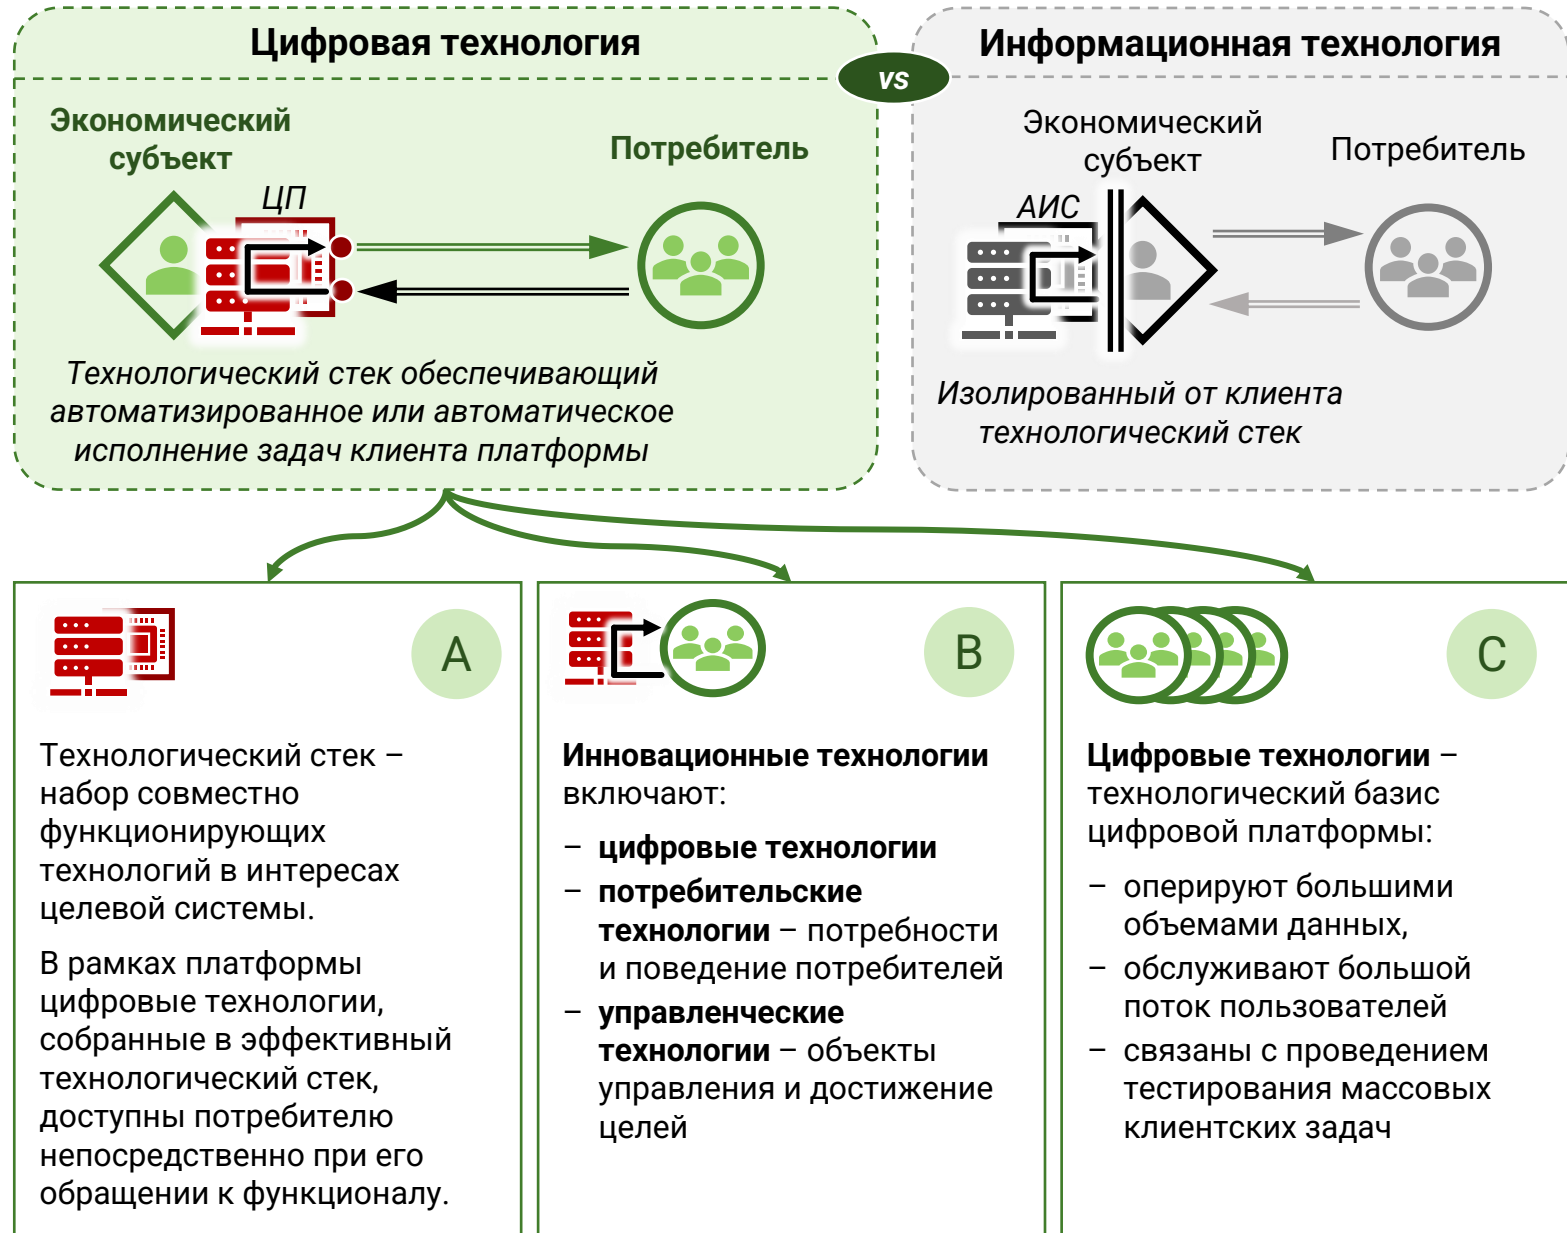 Цифровая технология
vs
Информационная технология
Экономический
субъект
Потребитель
ЦП
Технологический стек обеспечивающий
автоматизированное или автоматическое
исполнение задач клиента платформы
Экономический
субъект
Потребитель
АИС
Изолированный от клиента
технологический стек
A
Технологический стек –
набор совместно
функционирующих
технологий в интересах
целевой системы.
В рамках платформы
цифровые технологии,
собранные в эффективный
технологический стек,
доступны потребителю
непосредственно при его
обращении к функционалу.
B
Инновационные технологии
включают:
– цифровые технологии
– потребительские
технологии – потребности
и поведение потребителей
– управленческие
технологии – объекты
управления и достижение
целей
C
Цифровые технологии –
технологический базис
цифровой платформы:
– оперируют большими
объемами данных,
– обслуживают большой
поток пользователей
– связаны с проведением
тестирования массовых
клиентских задач